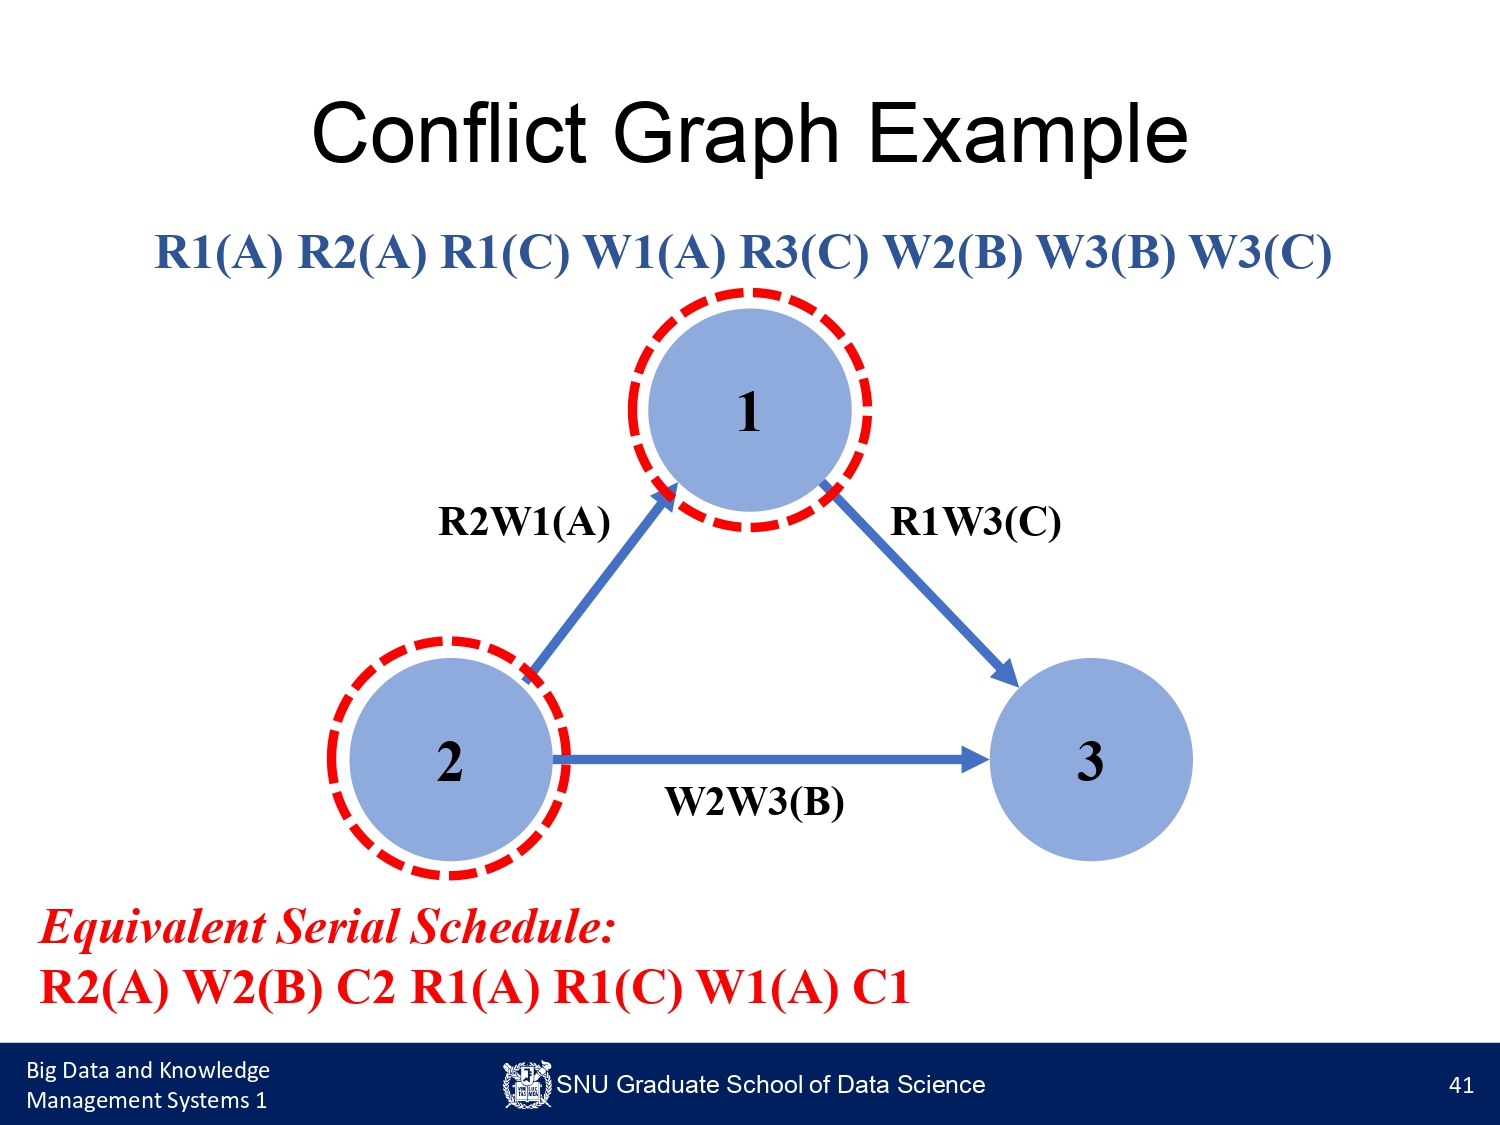 Conflict Graph Example
R1(A) R2(A) R1(C) W1(A) R3(C) W2(B) W3(B) W3(C)
1
R2W1(A)
R1W3(C)
2
3
W2W3(B)
Equivalent Serial Schedule:
R2(A) W2(B) C2 R1(A) R1(C) W1(A) C1
Big Data and Knowledge
Management Systems 1
SNU Graduate School of Data Science
41